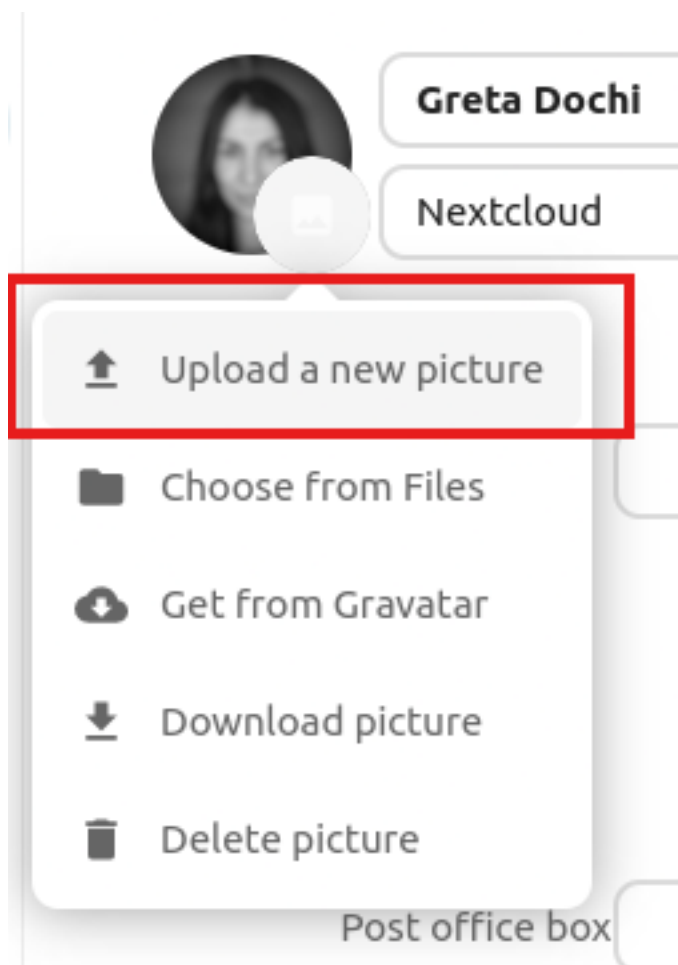 Greta Dochi
Nextcloud
Upload a new picture
Choose from Files
Get from Gravatar
Download picture
Delete picture
Post office box